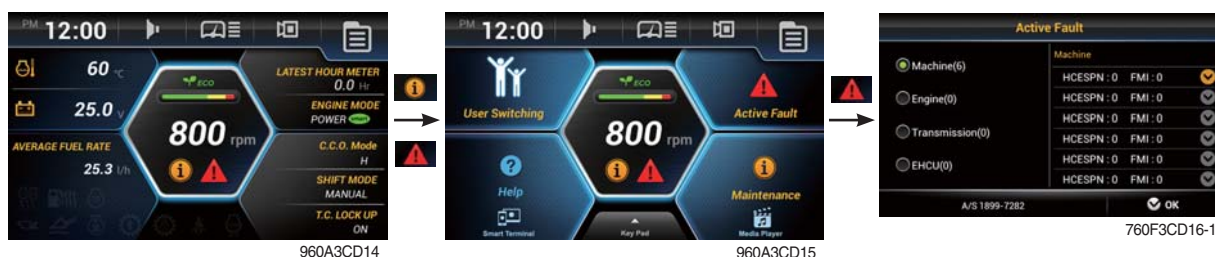 PM 12:00
60 ℃
25.0 V
AVERAGE FUEL RATE
25.3 l/h
ECO
800 rpm
LATEST HOUR METER
0.0 Hr
ENGINE MODE
POWER smart
C.C.O. Mode
H
SHIFT MODE
MANUAL
T.C. LOCK UP
ON
960A3CD14
PM 12:00
User Switching
Active Fault
ECO
800 rpm
Help
Maintenance
Smart Terminal
Key Pad
Media Player
960A3CD15
Active Fault
Machine(6)
Engine(0)
Transmission(0)
EHCU(0)
Machine
HCESPN : 0 FMI : 0
HCESPN : 0 FMI : 0
HCESPN : 0 FMI : 0
HCESPN : 0 FMI : 0
HCESPN : 0 FMI : 0
HCESPN : 0 FMI : 0
A/S 1899-7282
OK
760F3CD16-1